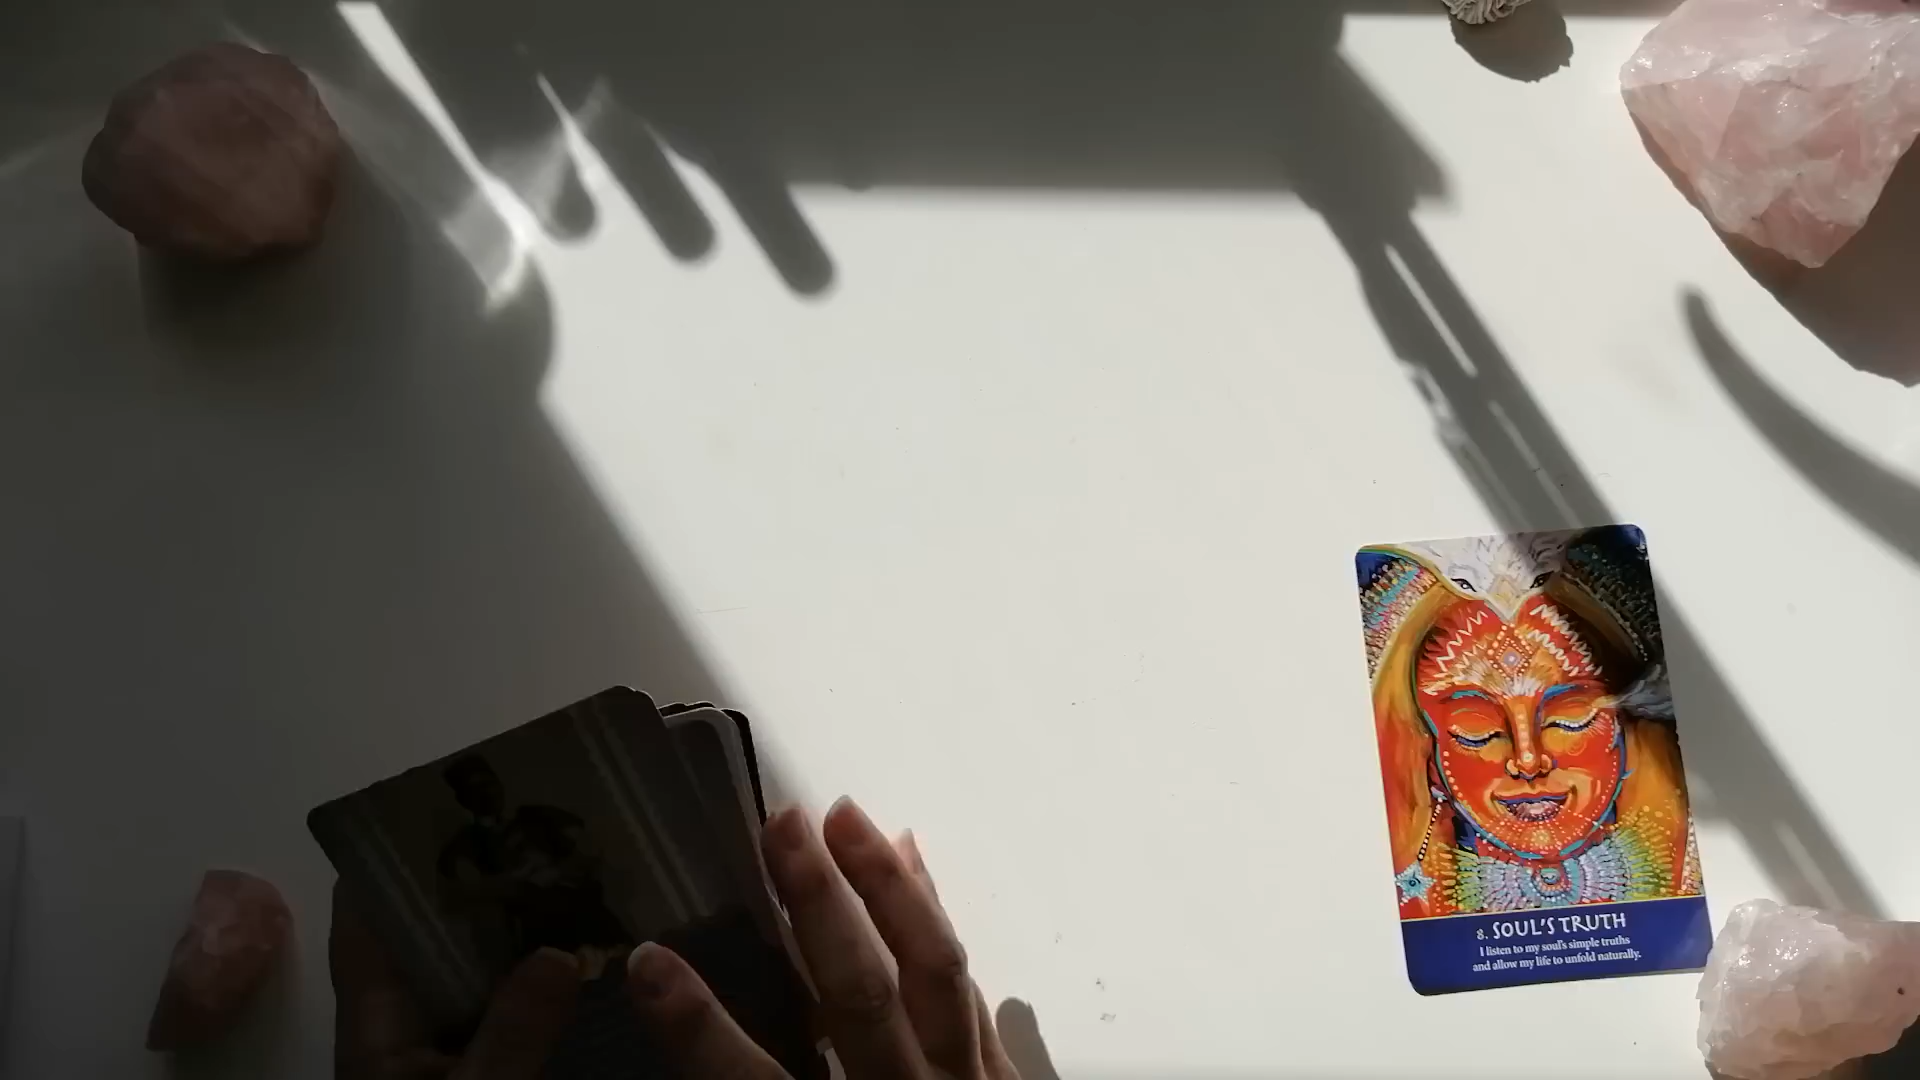 8. SOUL'S TRUTH
I listen to my soul's simple truths
and allow my life to unfold naturally.